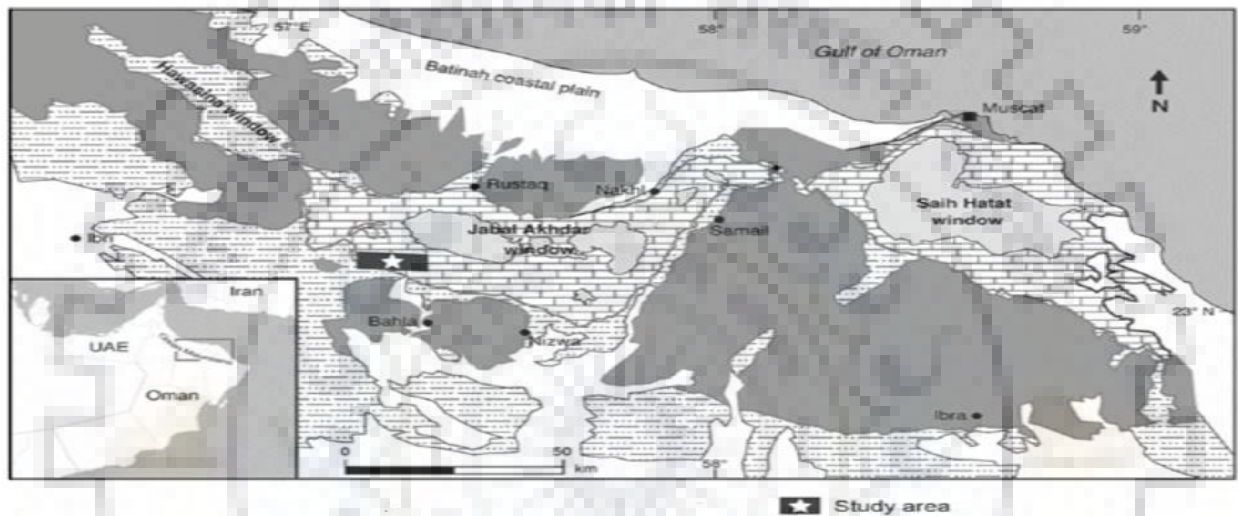 57° E
58°
59°
Gulf of Oman
Batinah coastal plain
Hawasina window
Muscat
N
Rustaq
Nakhl
Saih Hatat
window
Jabal Akhdar
window
Samail
Ibri
Iran
23° N
Bahla
Nizwa
UAE
Oman
Ibra
0 50
km
58°
Study area